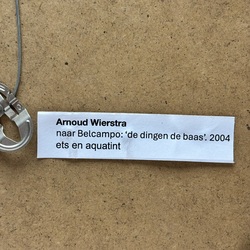 Arnoud Wierstra
naar Belcampo: 'de dingen de baas'. 2004
ets en aquatint